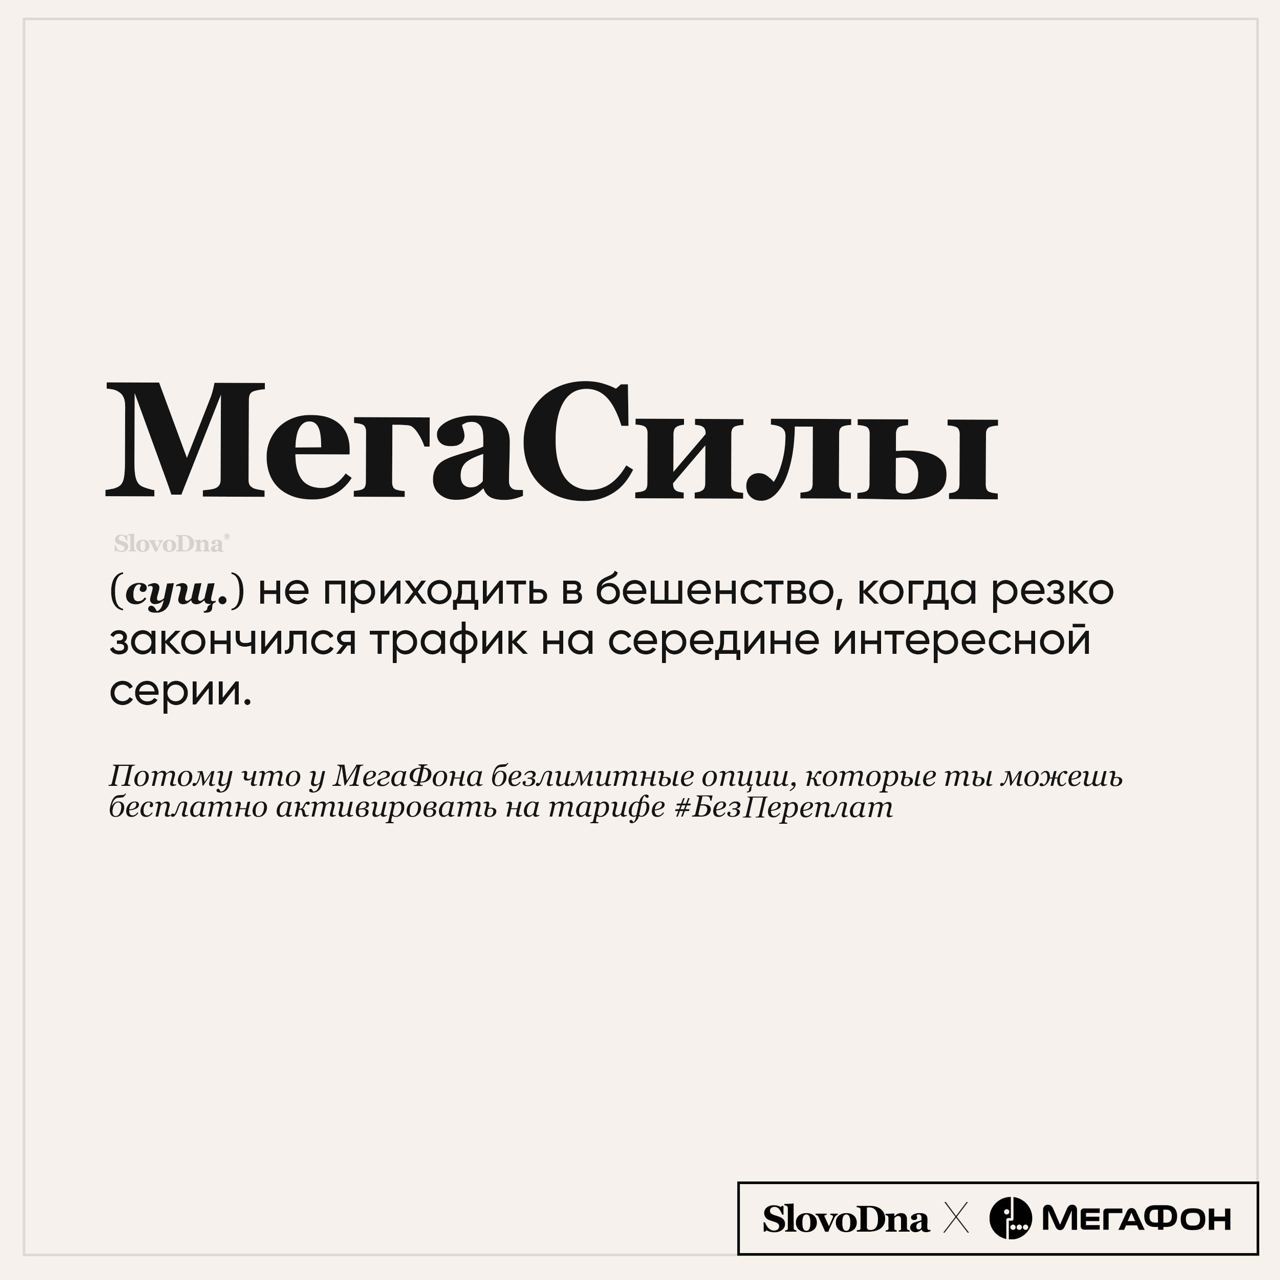 МегаСилы
SlovoDna®
(сущ.) не приходить в бешенство, когда резко
закончился трафик на середине интересной
серии.
Потому что у МегаФона безлимитные опции, которые ты можешь
бесплатно активировать на тарифе #БезПереплат
SlovoDna X МЕГАФОН